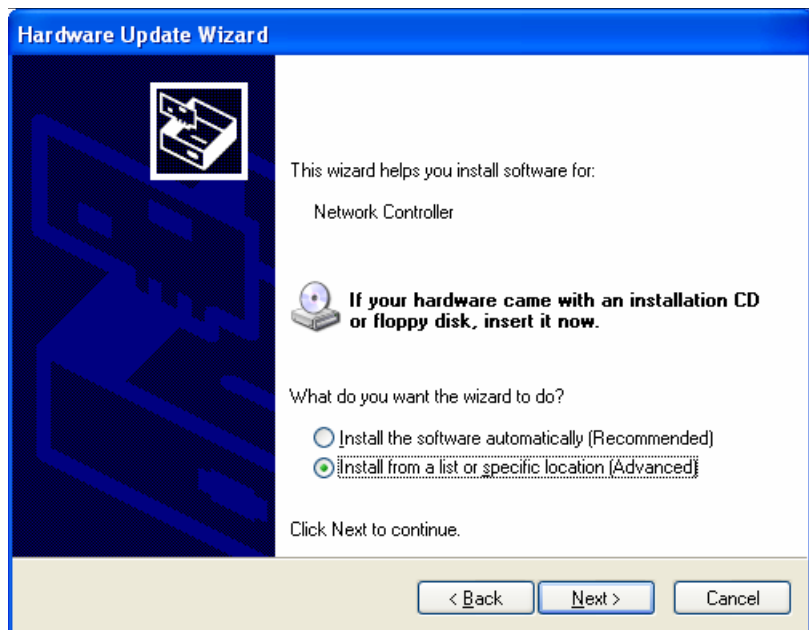 Hardware Update Wizard
This wizard helps you install software for:
Network Controller
If your hardware came with an installation CD
or floppy disk, insert it now.
What do you want the wizard to do?
Install the software automatically (Recommended)
Install from a list or specific location (Advanced)
Click Next to continue.
< Back
Next >
Cancel